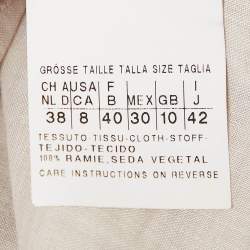 GRÖSSE TAILLE TALLA SIZE TAGLIA
CH AUSA F I
NL D CA B MEX GB J
38 8 40 30 10 42
TESSUTO-TISSU-CLOTH-STOFF-
TEJIDO-TECIDO
100% RAMIE,SEDA VEGETAL
CARE INSTRUCTIONS ON REVERSE